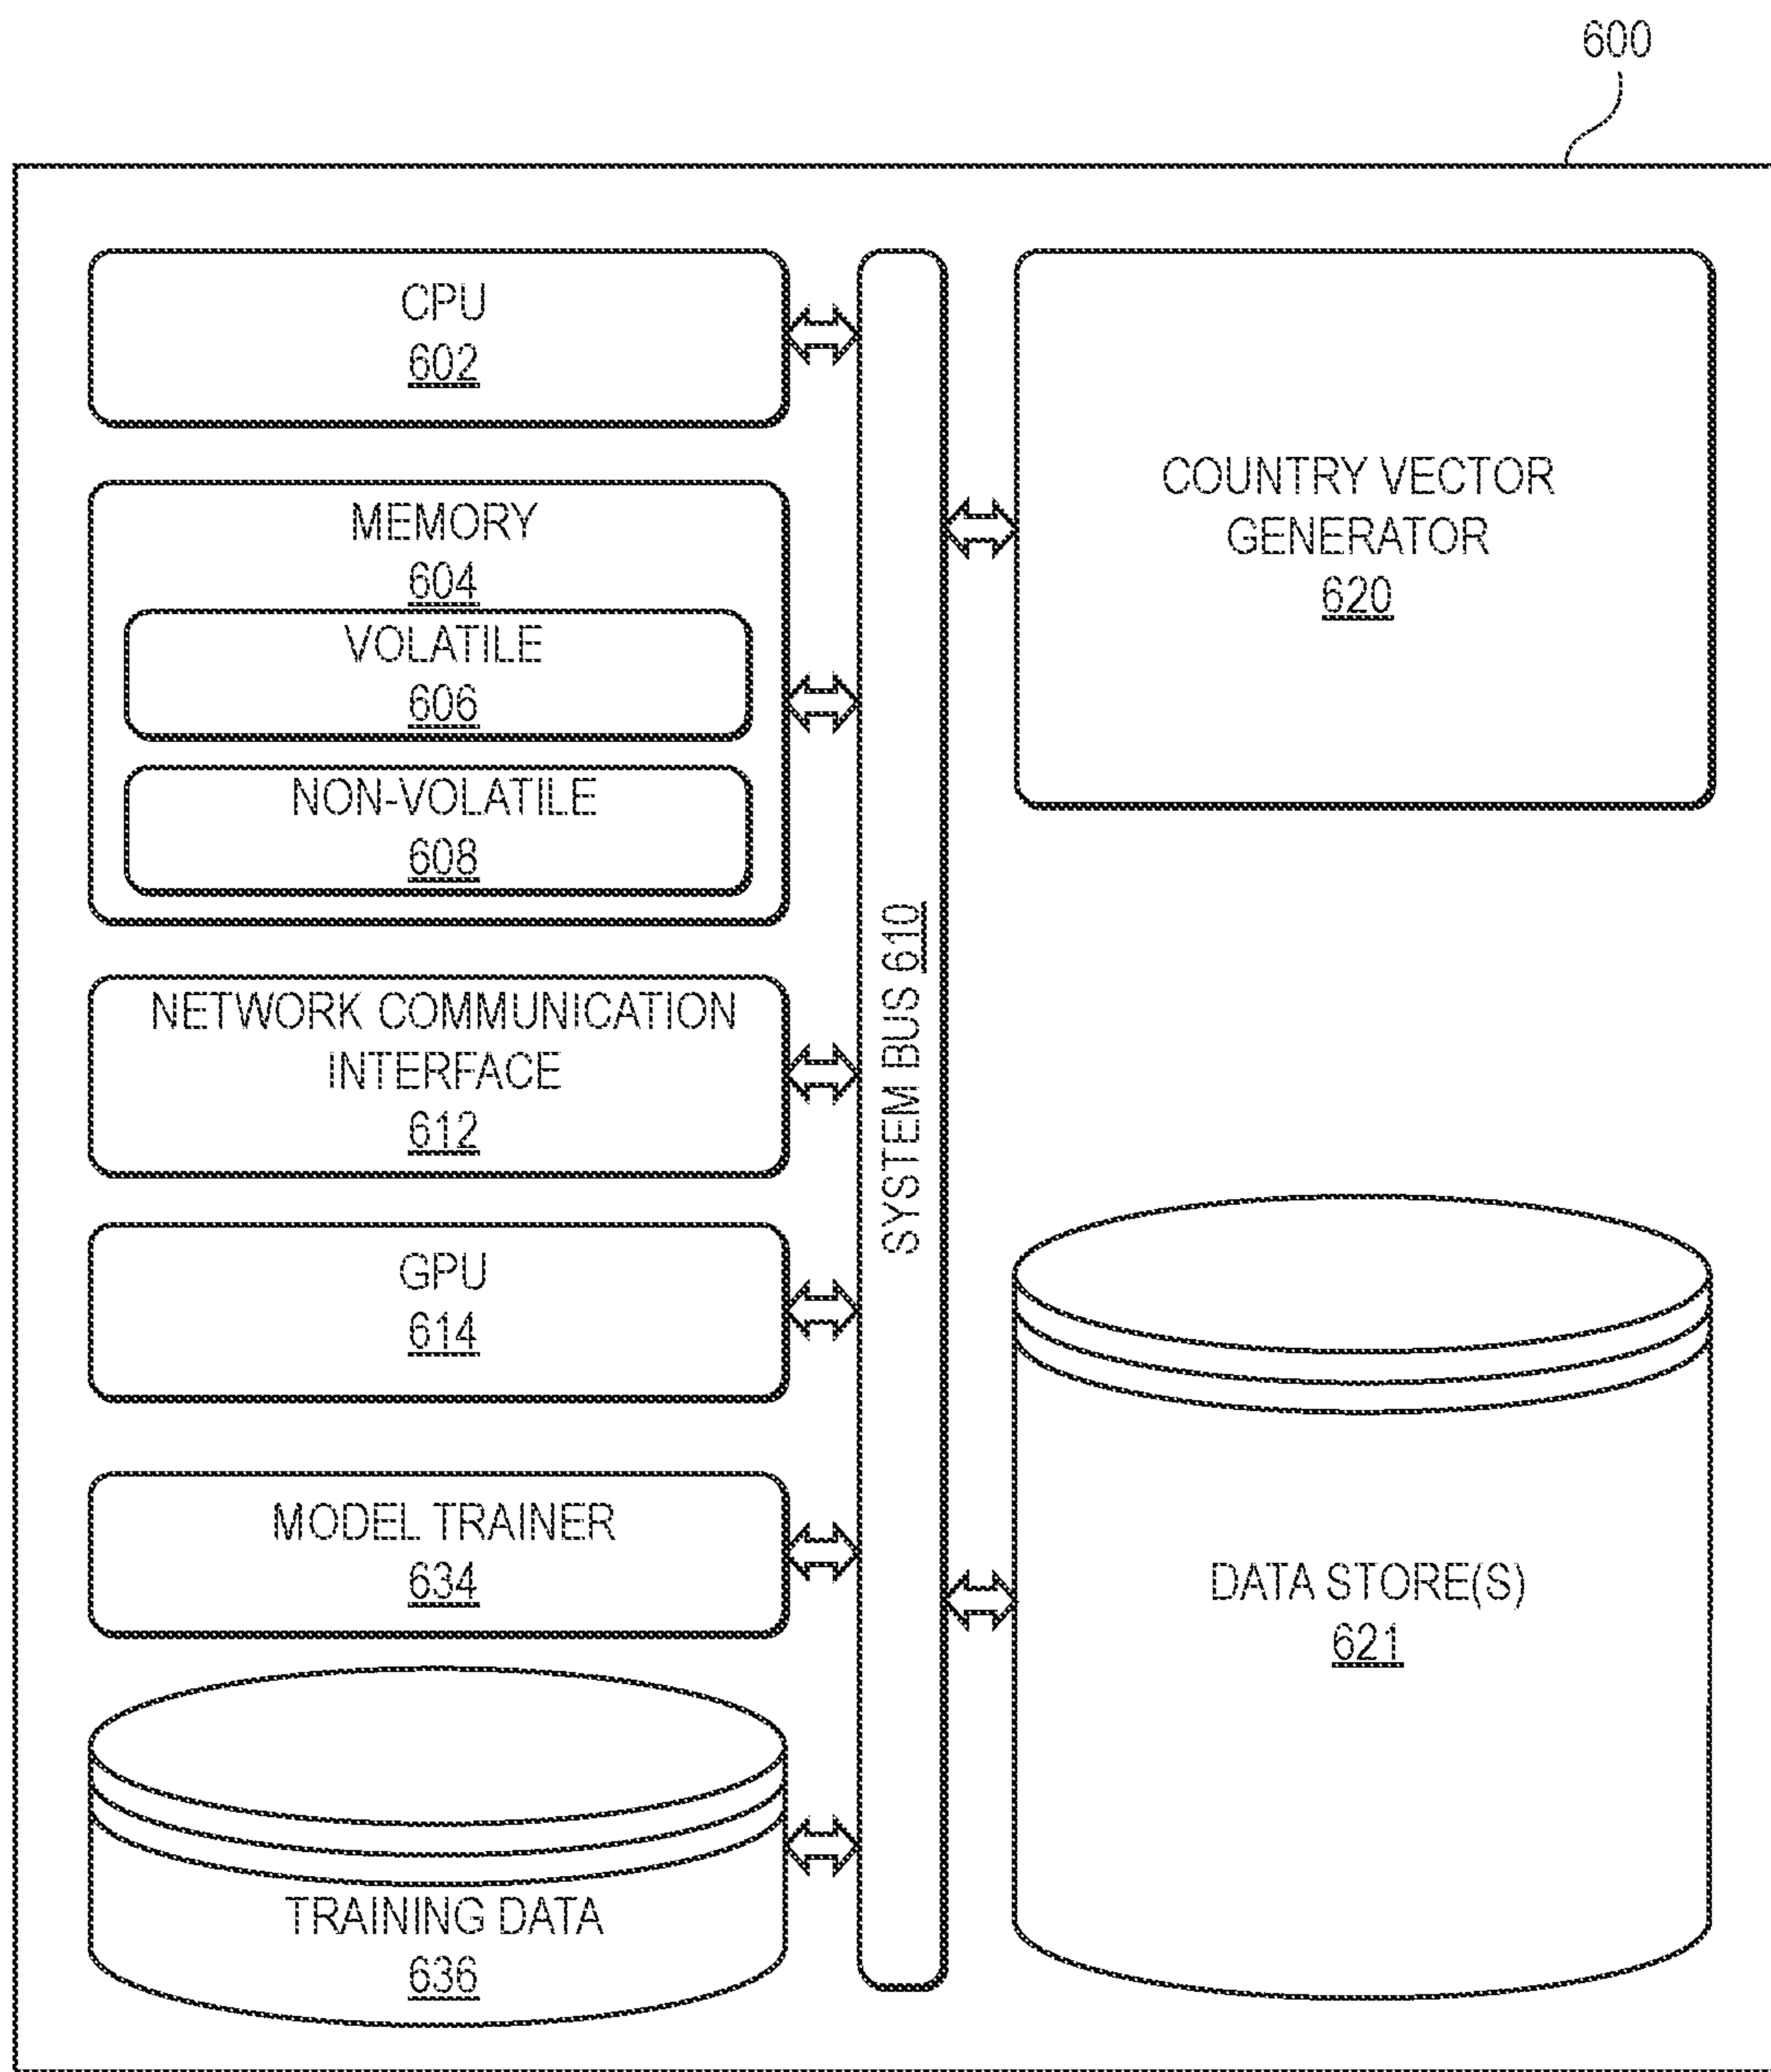 600
CPU
602
MEMORY
604
VOLATILE
606
NON-VOLATILE
608
NETWORK COMMUNICATION
INTERFACE
612
GPU
614
MODEL TRAINER
634
TRAINING DATA
636
SYSTEM BUS 610
COUNTRY VECTOR
GENERATOR
620
DATA STORE(S)
621